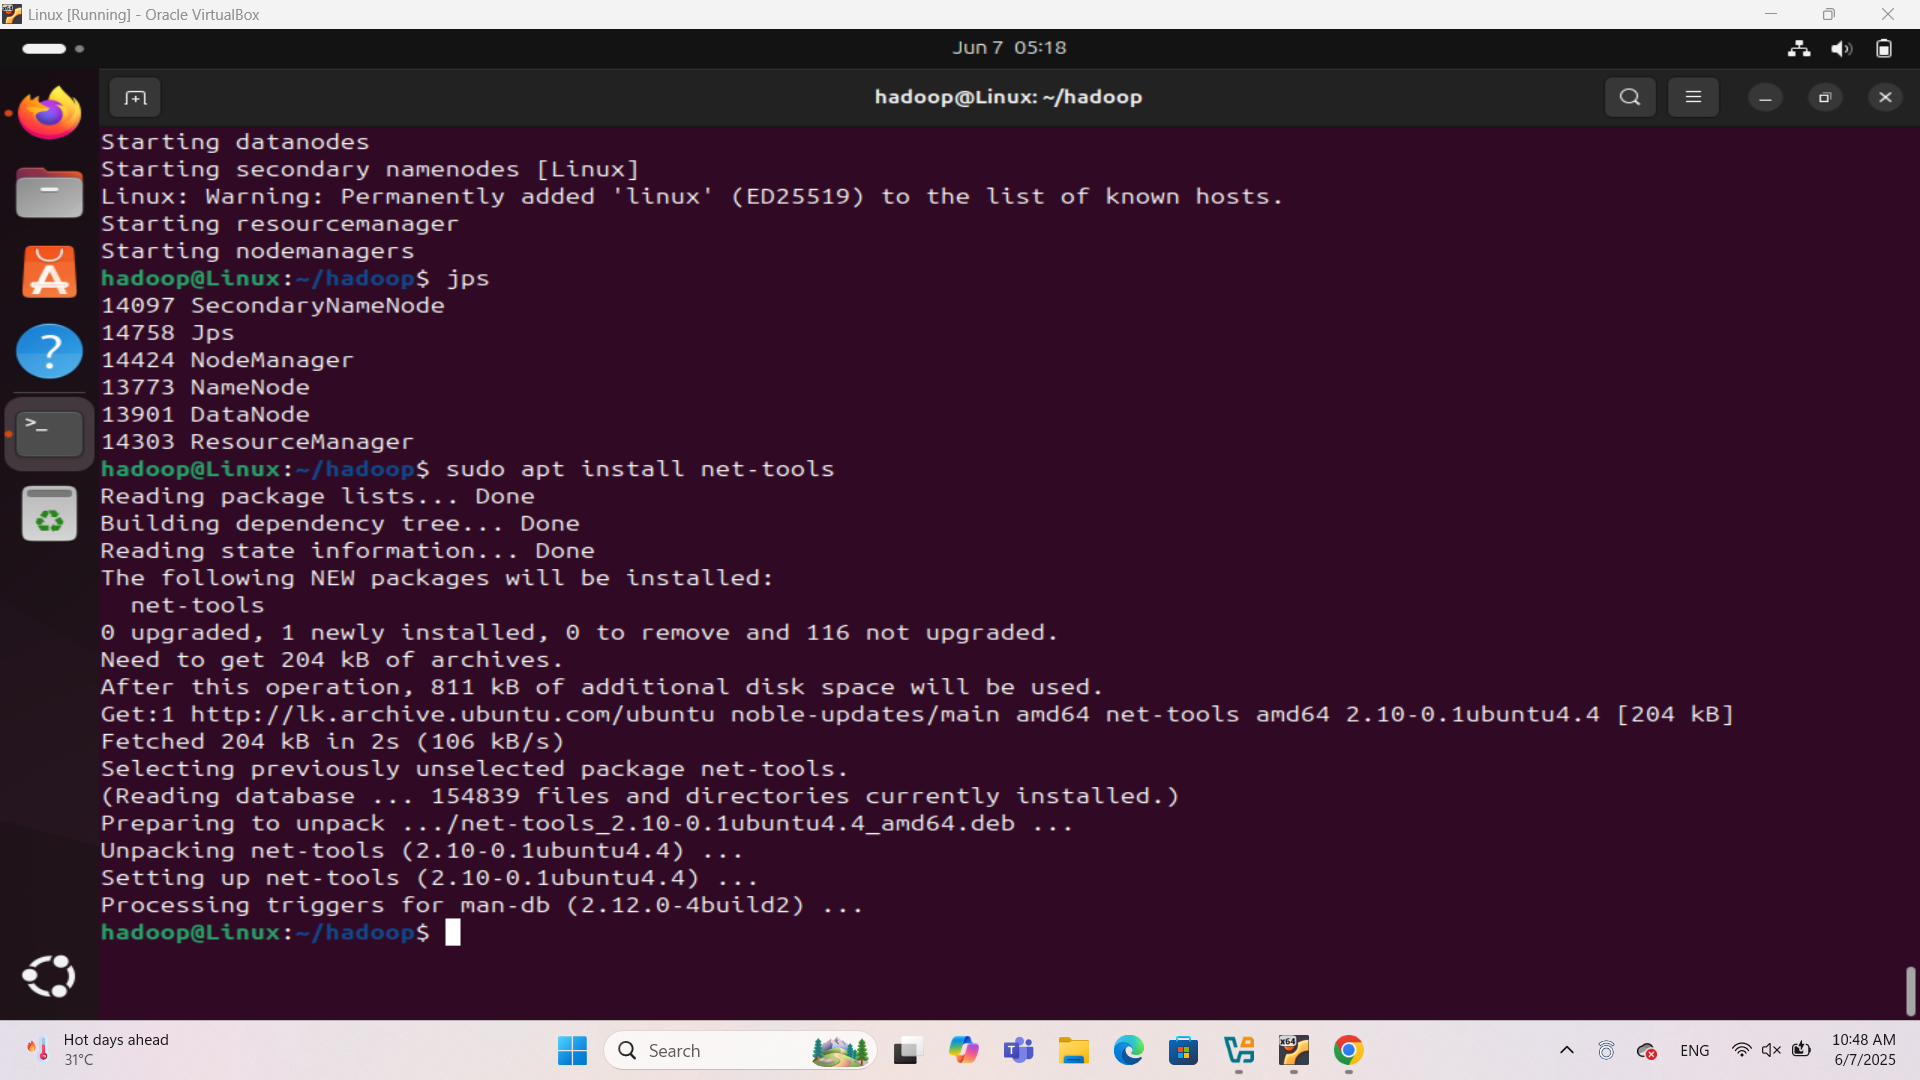 Linux [Running] - Oracle VirtualBox
Jun 7 05:18
hadoop@Linux: ~/hadoop
Starting datanodes
Starting secondary namenodes [Linux]
Linux: Warning: Permanently added 'linux' (ED25519) to the list of known hosts.
Starting resourcemanager
Starting nodemanagers
hadoop@Linux:~/hadoop$ jps
14097 SecondaryNameNode
14758 Jps
14424 NodeManager
13773 NameNode
13901 DataNode
14303 ResourceManager
hadoop@Linux:~/hadoop$ sudo apt install net-tools
Reading package lists... Done
Building dependency tree... Done
Reading state information... Done
The following NEW packages will be installed:
  net-tools
0 upgraded, 1 newly installed, 0 to remove and 116 not upgraded.
Need to get 204 kB of archives.
After this operation, 811 kB of additional disk space will be used.
Get:1 http://lk.archive.ubuntu.com/ubuntu noble-updates/main amd64 net-tools amd64 2.10-0.1ubuntu4.4 [204 kB]
Fetched 204 kB in 2s (106 kB/s)
Selecting previously unselected package net-tools.
(Reading database ... 154839 files and directories currently installed.)
Preparing to unpack .../net-tools_2.10-0.1ubuntu4.4_amd64.deb ...
Unpacking net-tools (2.10-0.1ubuntu4.4) ...
Setting up net-tools (2.10-0.1ubuntu4.4) ...
Processing triggers for man-db (2.12.0-4build2) ...
hadoop@Linux:~/hadoop$
Hot days ahead
31°C
Search
ENG
10:48 AM
6/7/2025